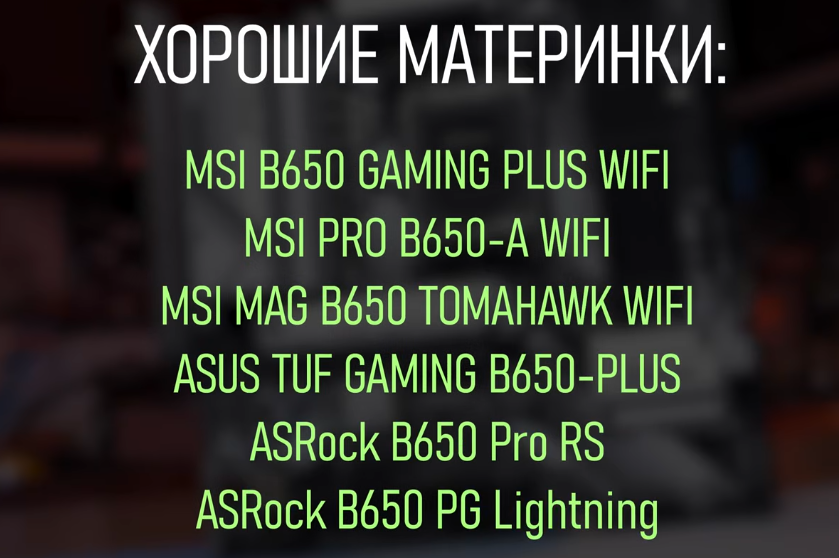 ХОРОШИЕ МАТЕРИНКИ:
MSI B650 GAMING PLUS WIFI
MSI PRO B650-A WIFI
MSI MAG B650 TOMAHAWK WIFI
ASUS TUF GAMING B650-PLUS
ASRock B650 Pro RS
ASRock B650 PG Lightning